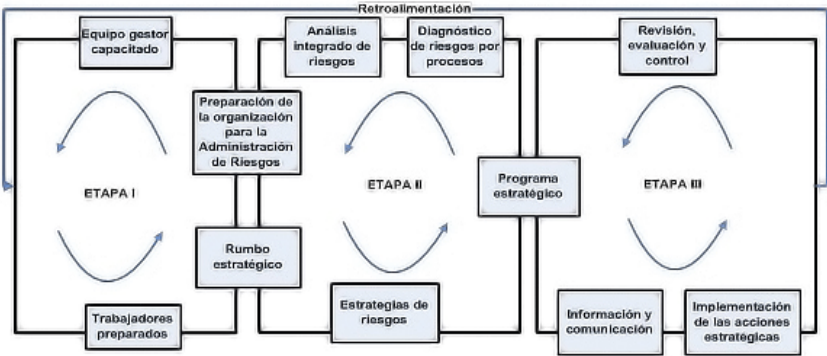 Retroalimentación
Equipo gestor
capacitado
Preparación de
la organización
para la
Administración
de Riesgos
ETAPA I
Rumbo
estratégico
Trabajadores
preparados
Análisis
integrado de
riesgos
Diagnóstico
de riesgos por
procesos
ETAPA II
Programa
estratégico
Estrategias de
riesgos
Revisión,
evaluación y
control
ETAPA III
Información y
comunicación
Implementación
de las acciones
estratégicas